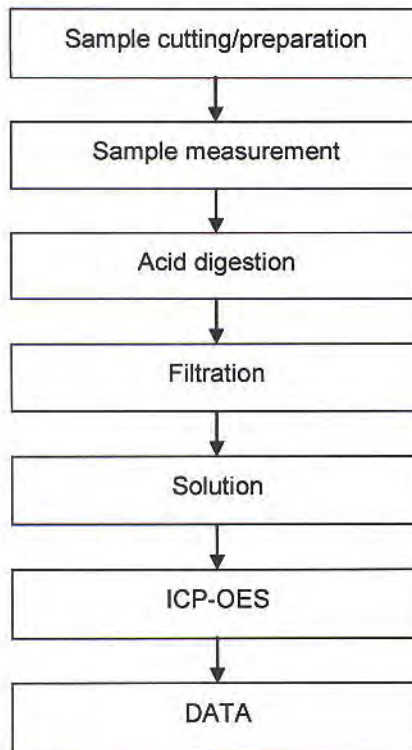 Sample cutting/preparation
Sample measurement
Acid digestion
Filtration
Solution
ICP-OES
DATA